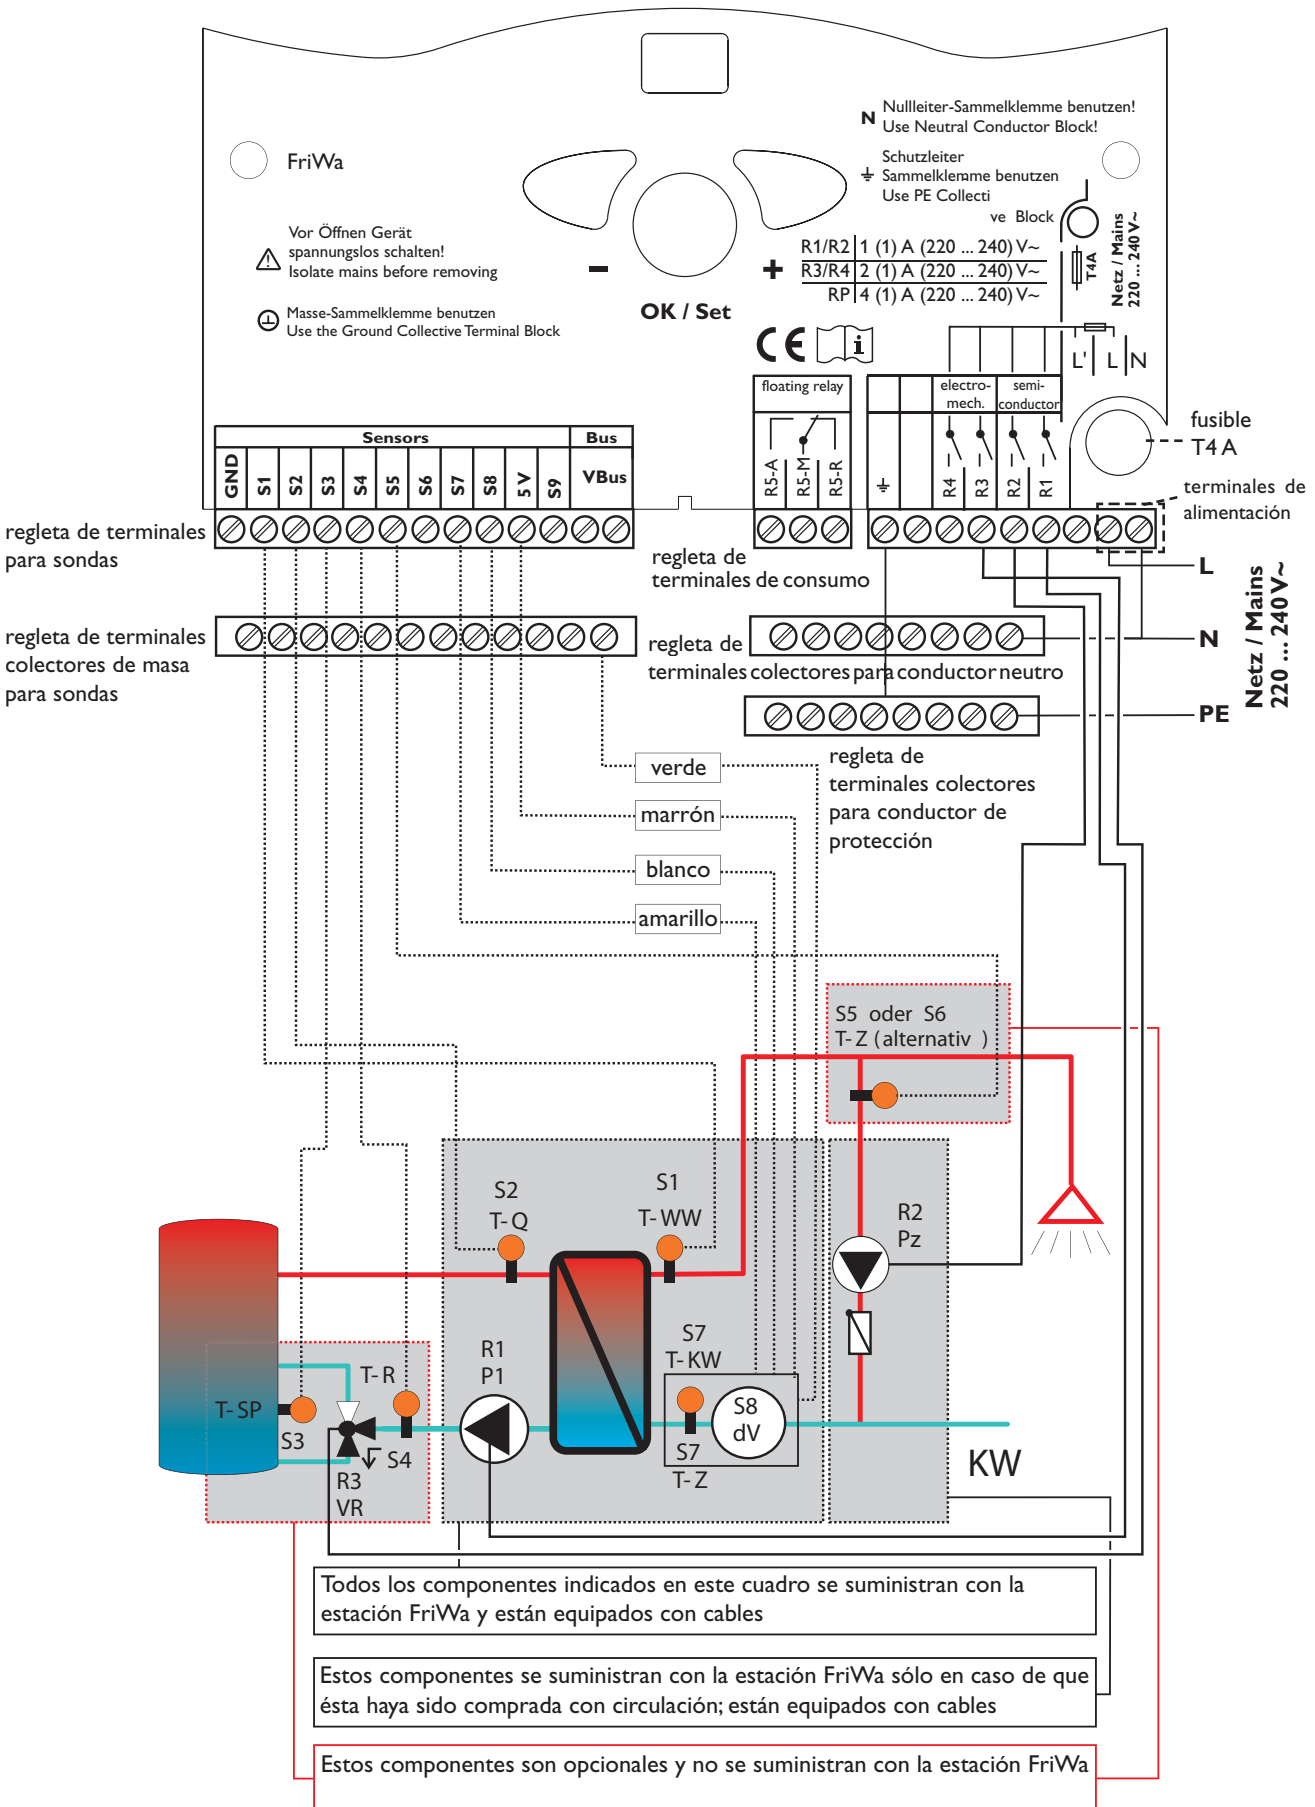 N Nullleiter-Sammelklemme benutzen!
Use Neutral Conductor Block!
FriWa
Schutzleiter
Sammelklemme benutzen
Use PE Collecti
ve Block
Vor Öffnen Gerät
spannungslos schalten!
Isolate mains before removing
Masse-Sammelklemme benutzen
Use the Ground Collective Terminal Block
- +
OK / Set
R1/R2 1 (1) A (220 ... 240) V~
R3/R4 2 (1) A (220 ... 240) V~
RP 4 (1) A (220 ... 240) V~
T4A
Netz / Mains
220 ... 240 V~
CE i
L' L N
floating relay
electro-
mech.
semi-
conductor
R5-A R5-M R5-R
R4 R3 R2 R1
fusible
T4 A
Sensors Bus
GND S1 S2 S3 S4 S5 S6 S7 S8 5 V S9 VBus
terminales de
alimentación
regleta de terminales
para sondas
regleta de
terminales de consumo
L
N
PE
Netz / Mains
220 ... 240 V~
regleta de terminales
colectores de masa
para sondas
regleta de
terminales colectores para conductor neutro
regleta de
terminales colectores
para conductor de
protección
verde
marrón
blanco
amarillo
S5 oder S6
T-Z (alternativ )
S2
T-Q
S1
T-WW
R2
Pz
R1
P1
S7
T-KW
S8
dV
S7
T-Z
T-R
T-SP
S3
S4
R3
VR
KW
Todos los componentes indicados en este cuadro se suministran con la
estación FriWa y están equipados con cables
Estos componentes se suministran con la estación FriWa sólo en caso de que
ésta haya sido comprada con circulación; están equipados con cables
Estos componentes son opcionales y no se suministran con la estación FriWa